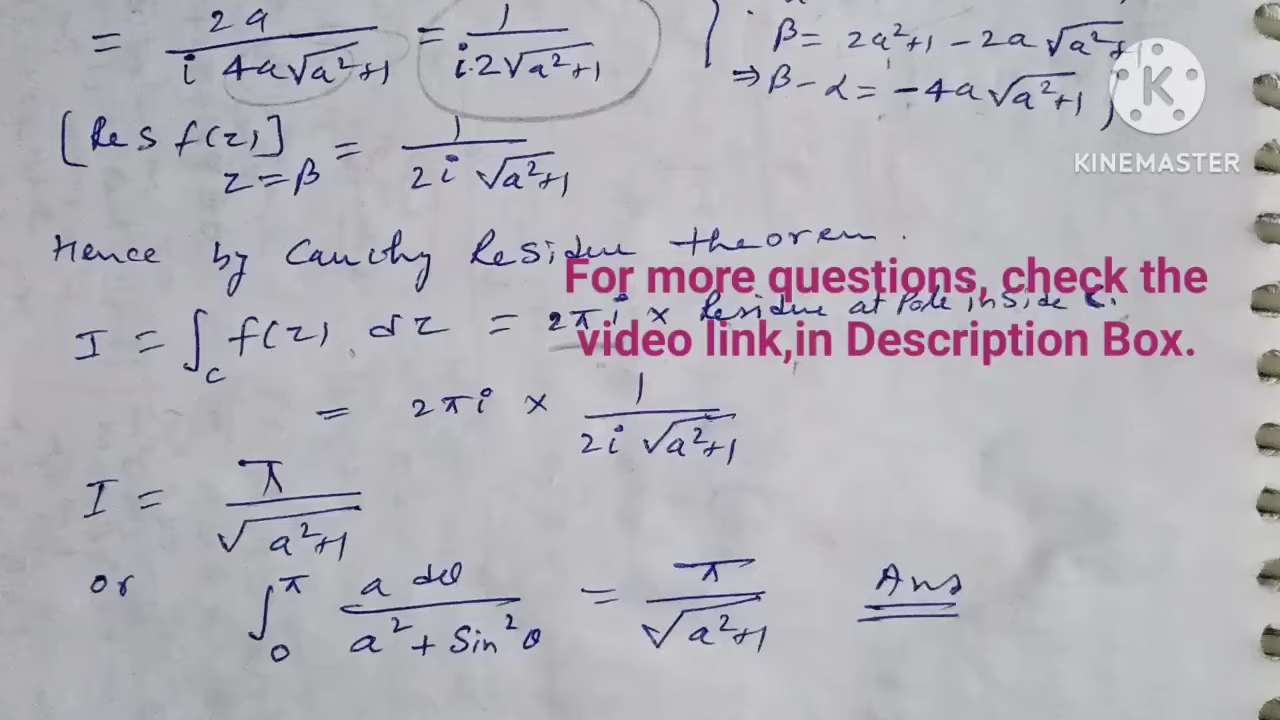 = 2a / i 4a√a²+1 = 1 / i·2√a²+1
β = 2a²+1 − 2a √a²+1
⇒ β − α = −4a √a²+1
KINEMASTER
[Res f(z)] z=β = 1 / 2i √a²+1
Hence by Cauchy Residue theorem.
For more questions, check the
I = ∫c f(z) dz = 2πi × Residue at Pole inside C.
video link,in Description Box.
= 2πi × 1 / 2i √a²+1
I = π / √a²+1
or ∫₀^π a dθ / a² + Sin²θ = π / √a²+1 Ans